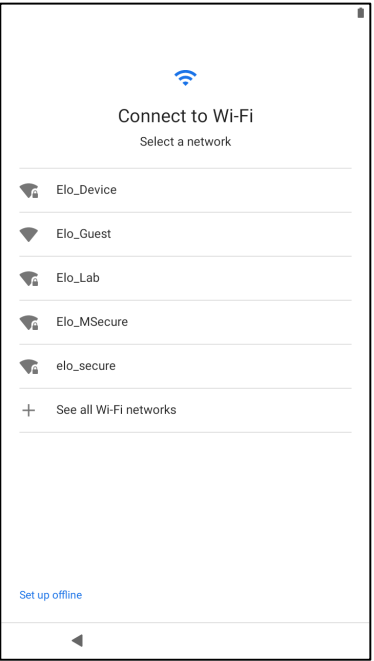 Connect to Wi-Fi
Select a network
Elo_Device
Elo_Guest
Elo_Lab
Elo_MSecure
elo_secure
See all Wi-Fi networks
Set up offline